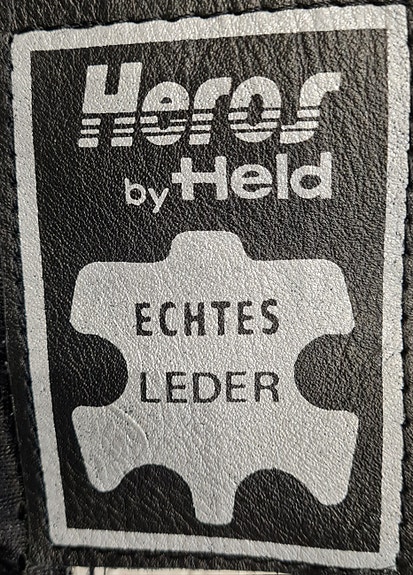 Heros
by Held
ECHTES
LEDER